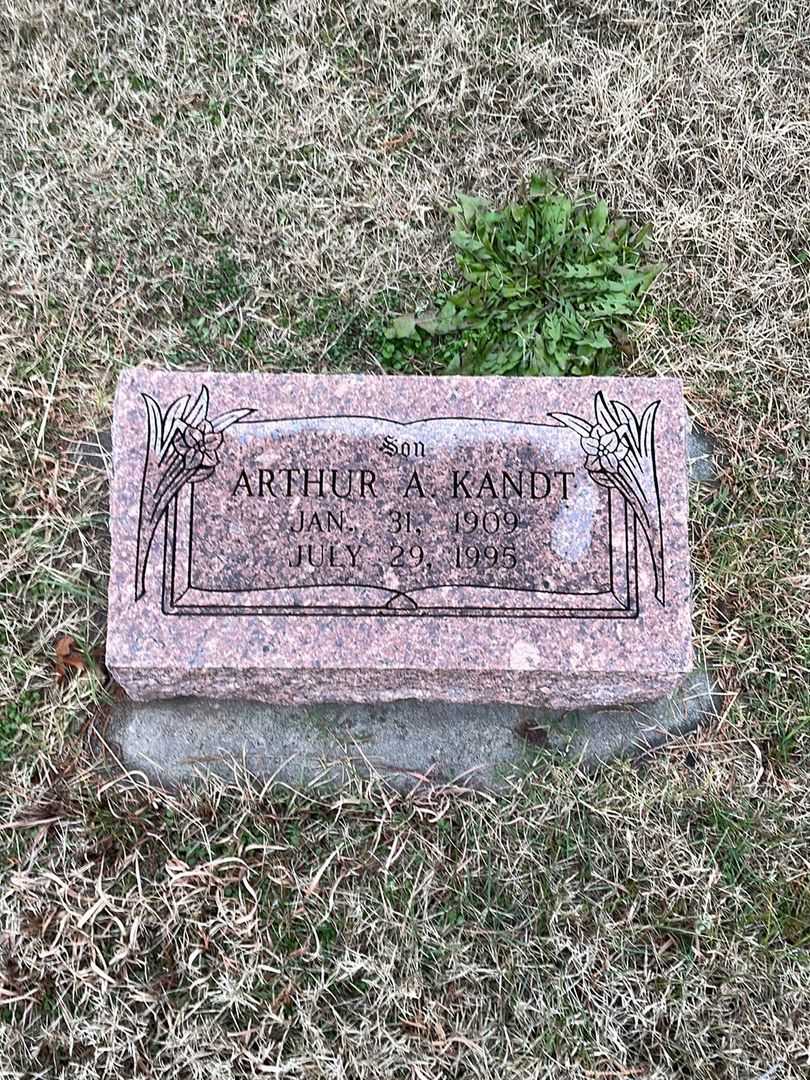 Son
ARTHUR A. KANDT
JAN. 31, 1909
JULY 29, 1995